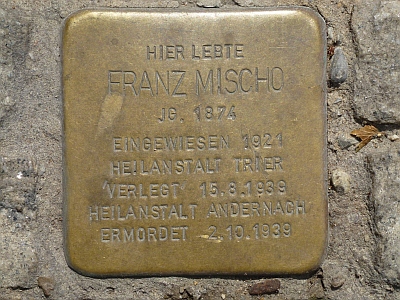 HIER LEBTE
FRANZ MISCHO
JG. 1874
EINGEWIESEN 1921
HEILANSTALT TRIER
VERLEGT 15.8.1939
HEILANSTALT ANDERNACH
ERMORDET 2.10.1939